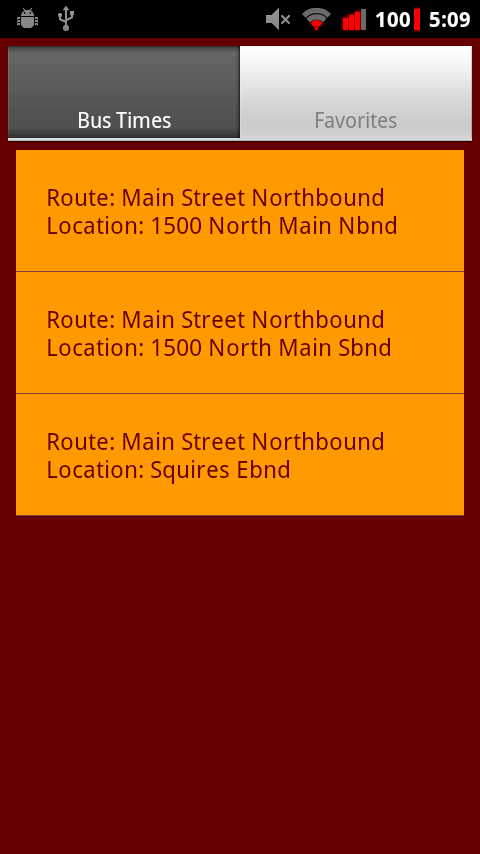 100 5:09
Bus Times
Favorites
Route: Main Street Northbound
Location: 1500 North Main Nbnd
Route: Main Street Northbound
Location: 1500 North Main Sbnd
Route: Main Street Northbound
Location: Squires Ebnd